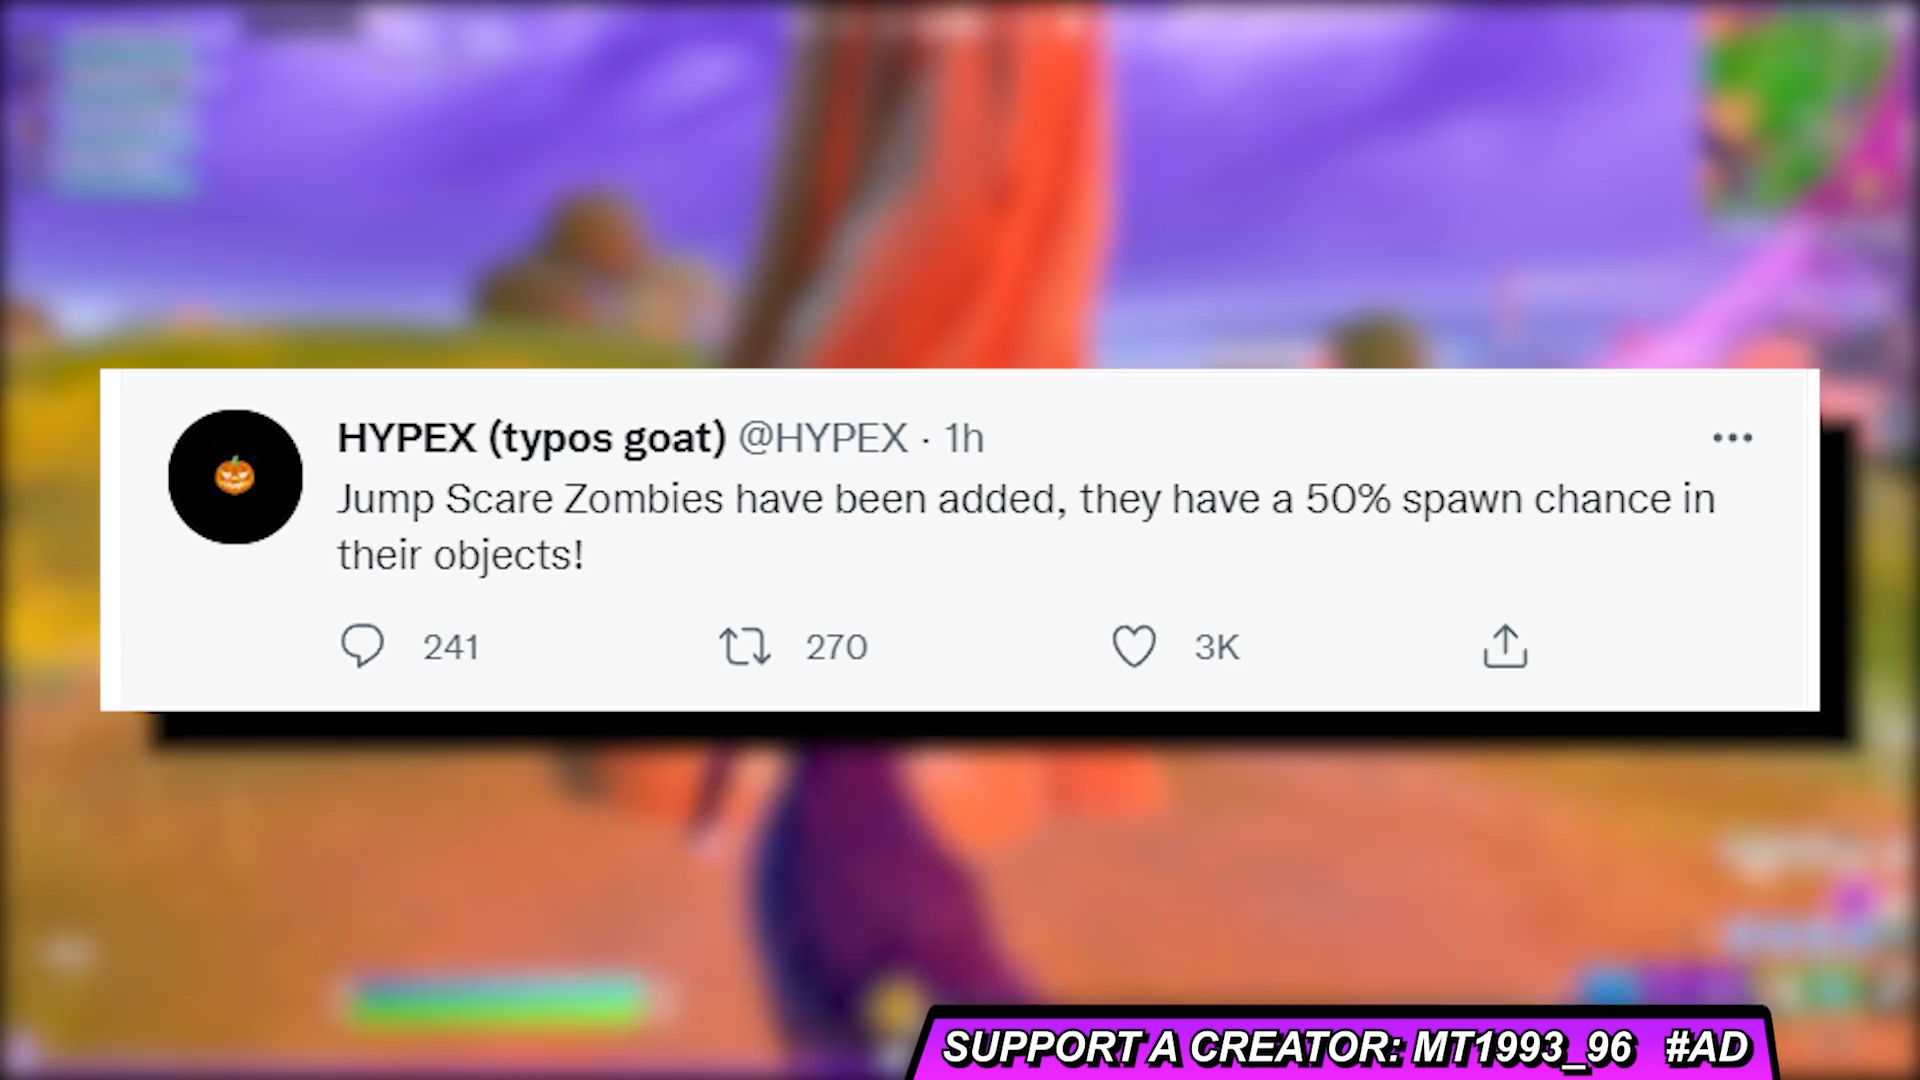 HYPEX (typos goat) @HYPEX · 1h
Jump Scare Zombies have been added, they have a 50% spawn chance in
their objects!
241 270 3K
SUPPORT A CREATOR: MT1993_96 #AD